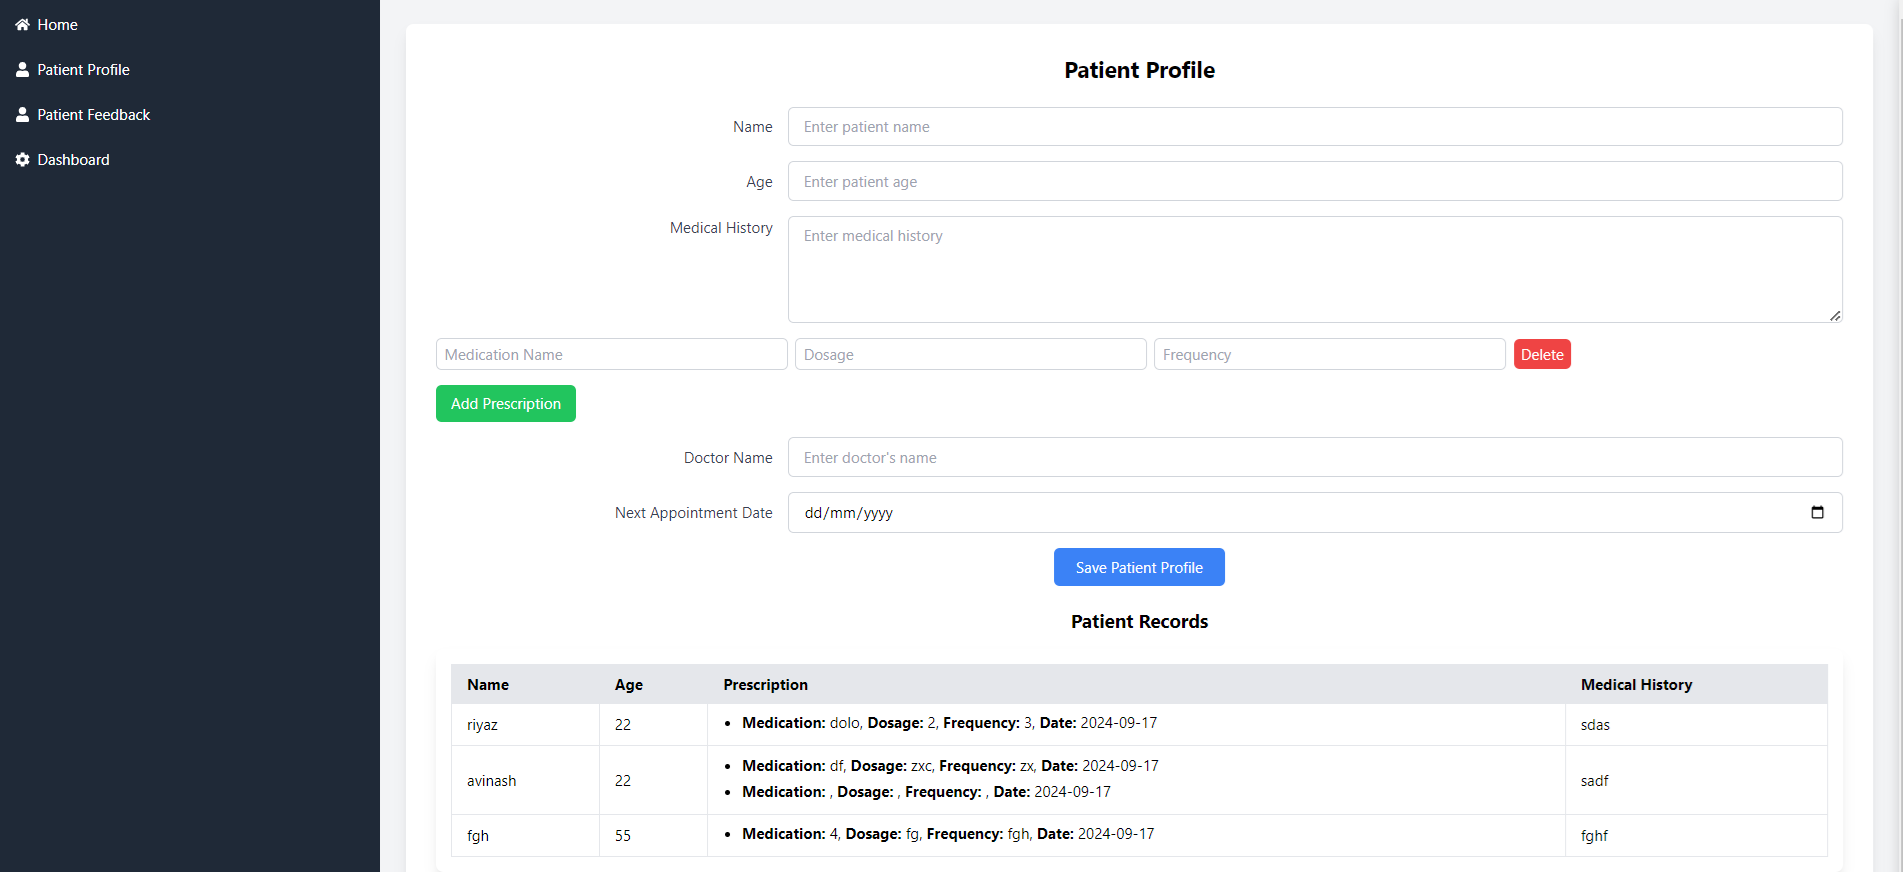 Home
Patient Profile
Patient Feedback
Dashboard
Patient Profile
Name
Enter patient name
Age
Enter patient age
Medical History
Enter medical history
Medication Name Dosage Frequency Delete
Add Prescription
Doctor Name
Enter doctor's name
Next Appointment Date
dd/mm/yyyy
Save Patient Profile
Patient Records
Name Age Prescription Medical History
riyaz 22 • Medication: dolo, Dosage: 2, Frequency: 3, Date: 2024-09-17 sdas
avinash 22 • Medication: df, Dosage: zxc, Frequency: zx, Date: 2024-09-17 sadf
• Medication: , Dosage: , Frequency: , Date: 2024-09-17
fgh 55 • Medication: 4, Dosage: fg, Frequency: fgh, Date: 2024-09-17 fghf